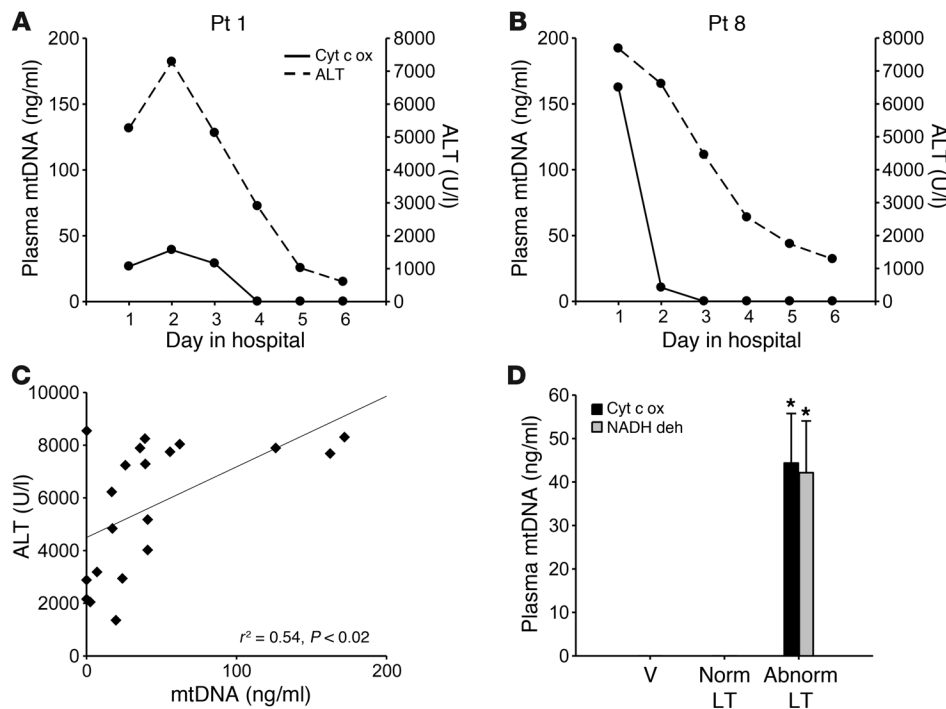 A
Pt 1
200
150
100
50
0
Plasma mtDNA (ng/ml)
Cyt c ox
ALT
8000
7000
6000
5000
4000
3000
2000
1000
0
ALT (U/l)
1 2 3 4 5 6
Day in hospital
B
Pt 8
200
150
100
50
0
Plasma mtDNA (ng/ml)
8000
7000
6000
5000
4000
3000
2000
1000
0
ALT (U/l)
1 2 3 4 5 6
Day in hospital
C
10000
8000
6000
4000
2000
0
ALT (U/l)
r² = 0.54, P < 0.02
0 100 200
mtDNA (ng/ml)
D
60
50
40
30
20
10
0
Plasma mtDNA (ng/ml)
Cyt c ox
NADH deh
* *
V Norm Abnorm
LT LT